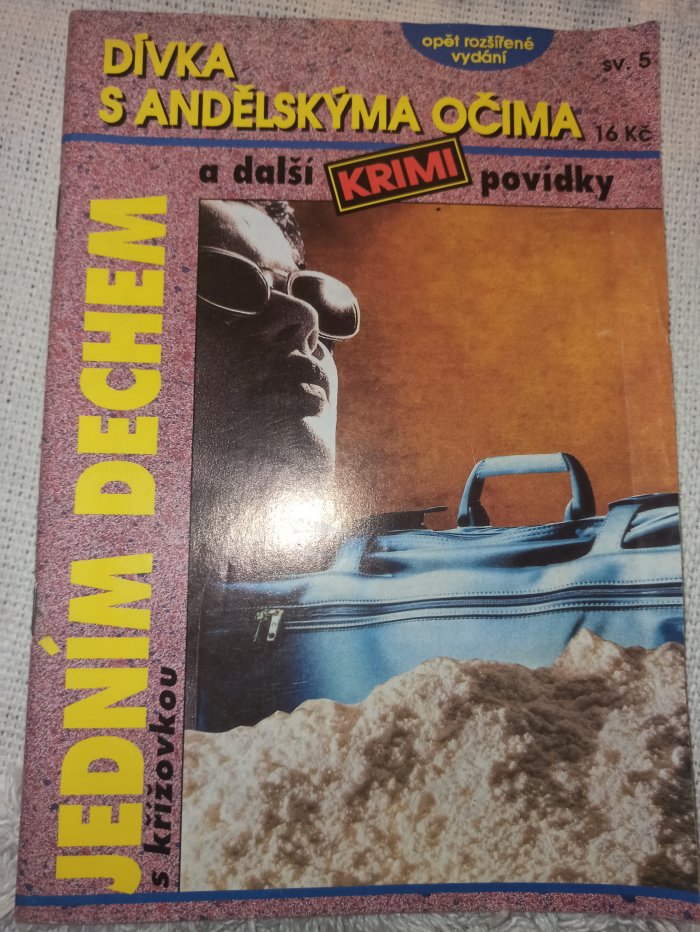 opět rozšířené
vydání
sv. 5
DÍVKA
S ANDĚLSKÝMA OČIMA
16 Kč
a další KRIMI povídky
JEDNÍM DECHEM
s křížovkou